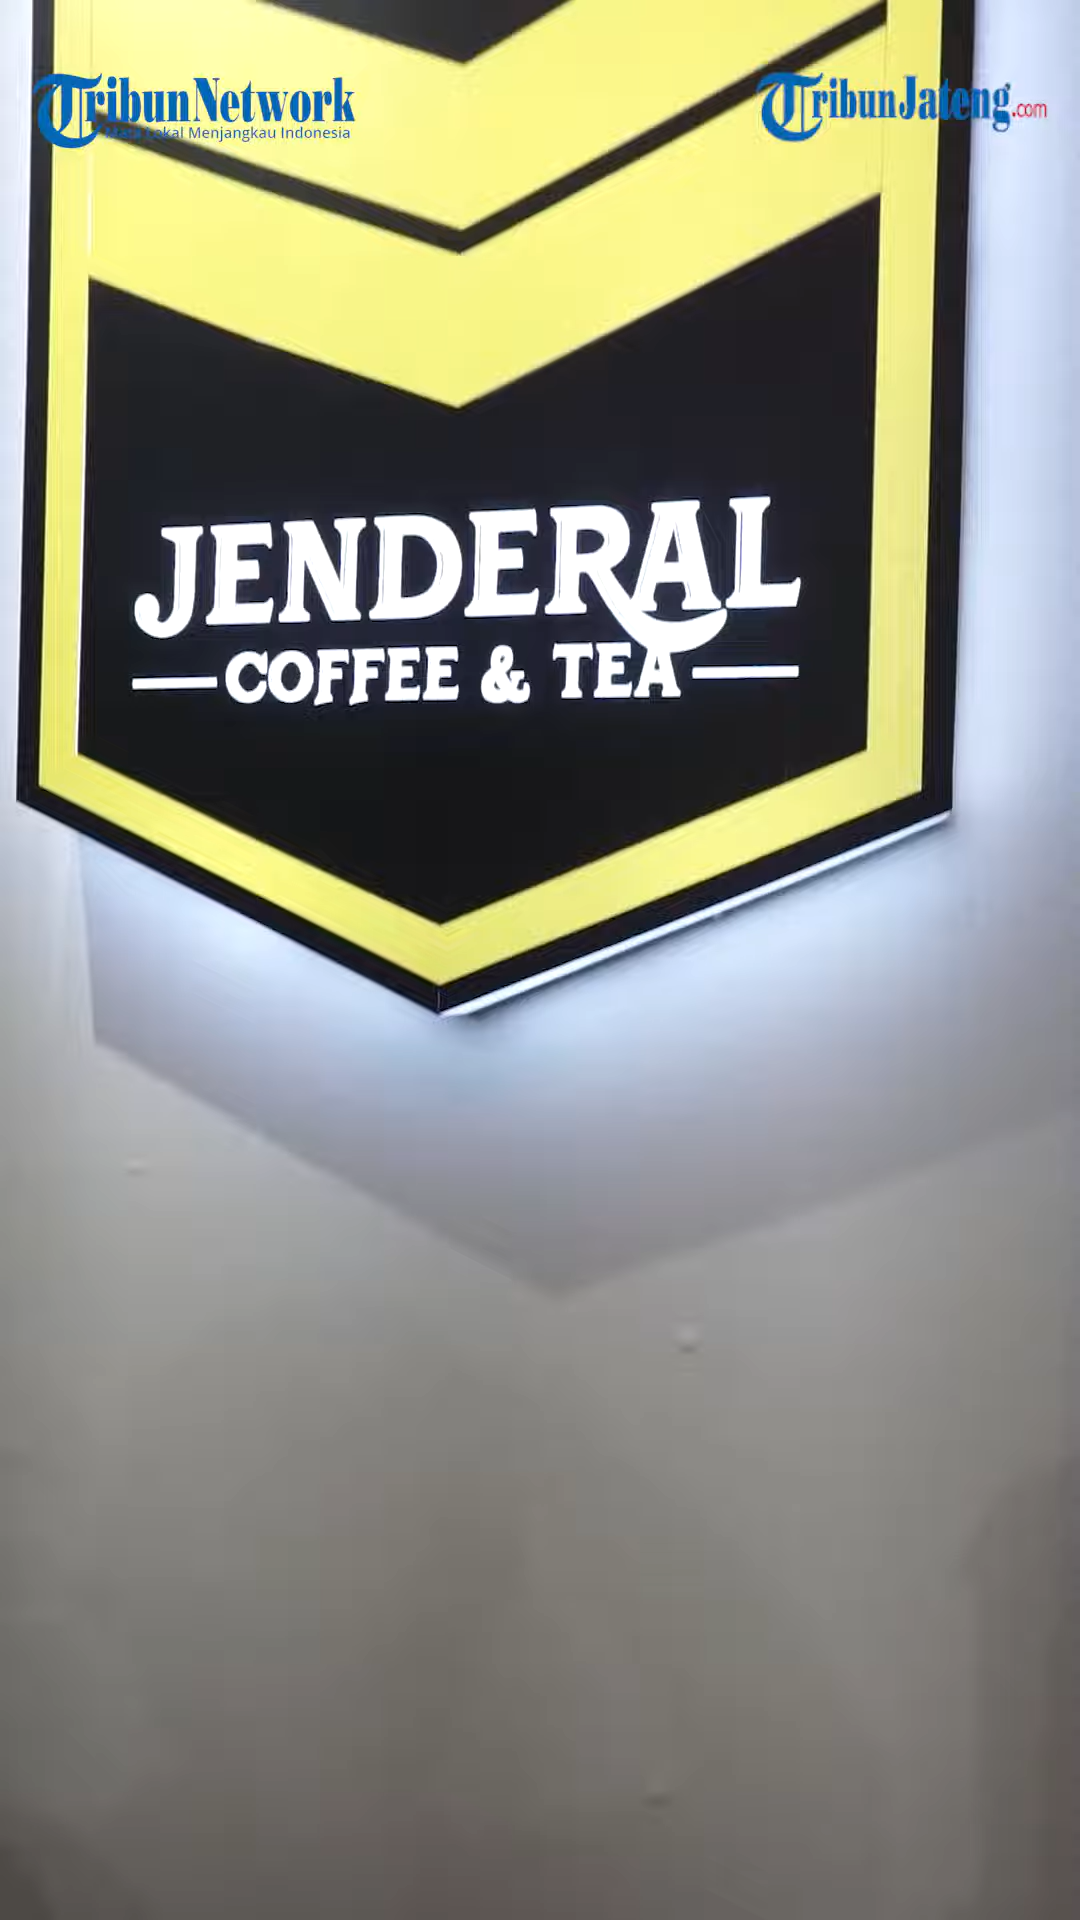 TribunNetwork
Mata Lokal Menjangkau Indonesia
TribunJateng.com
JENDERAL
COFFEE & TEA